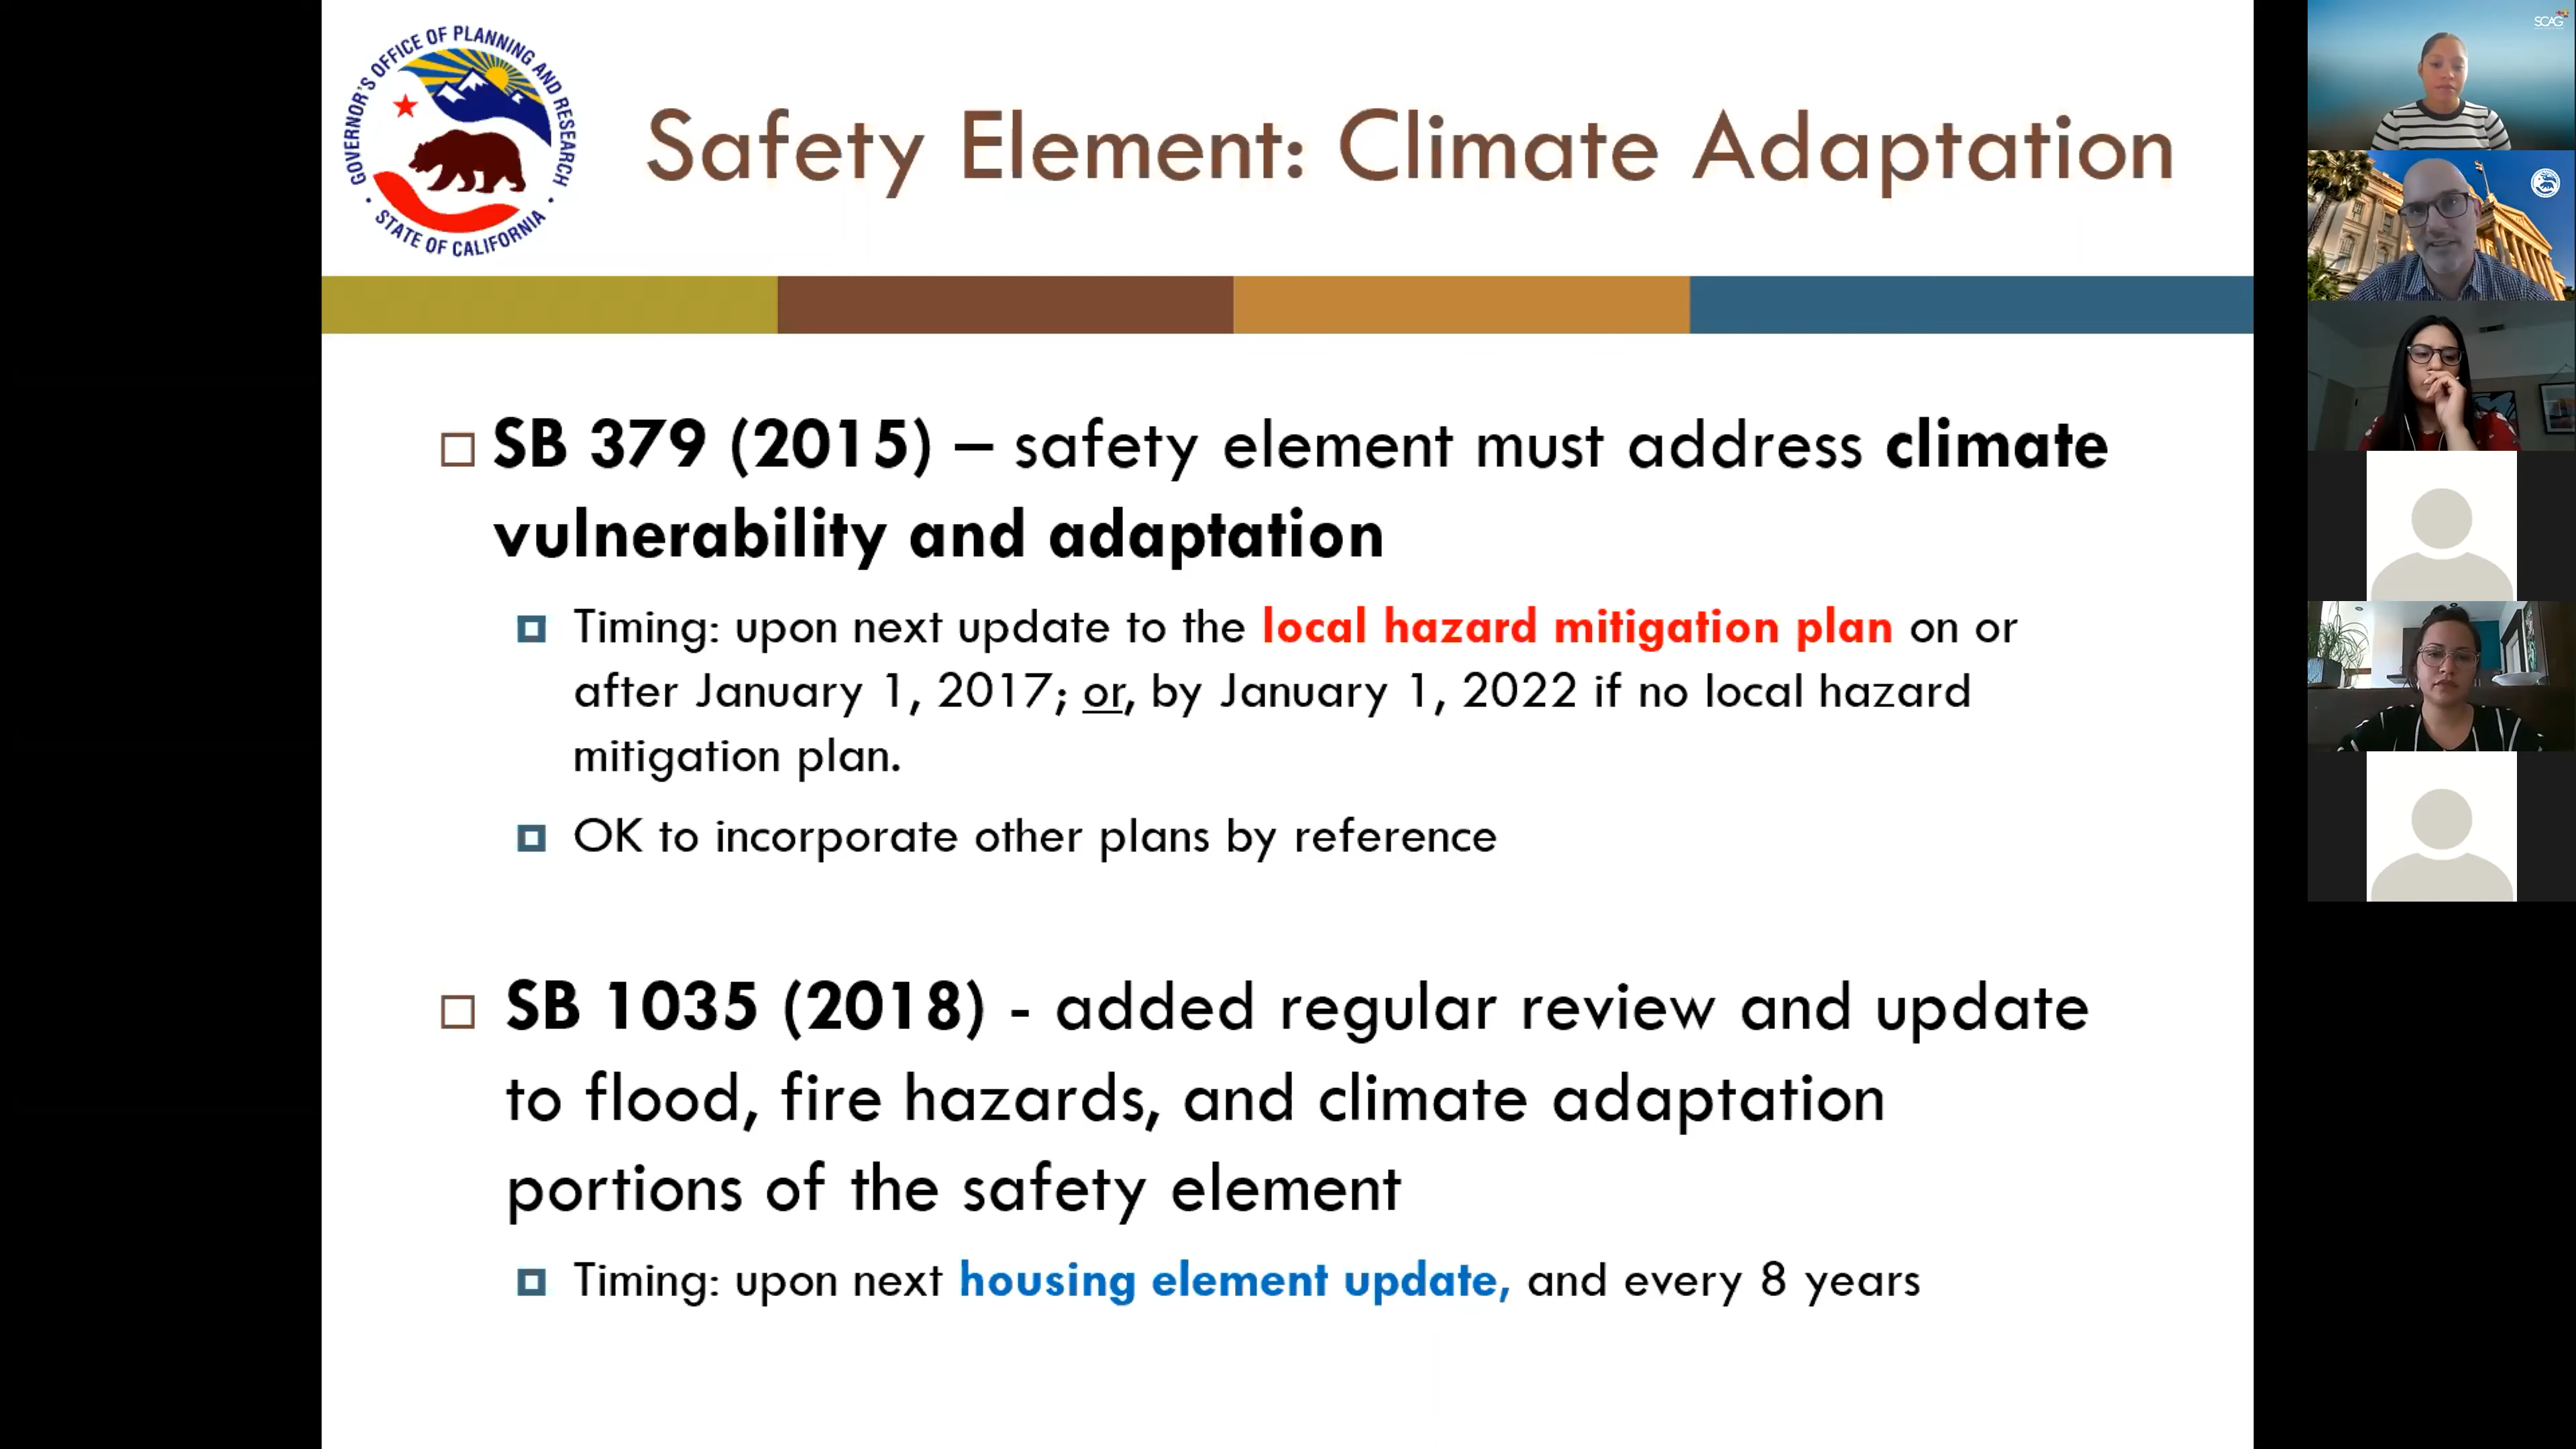 GOVERNOR'S OFFICE OF PLANNING AND RESEARCH
• STATE OF CALIFORNIA •
Safety Element: Climate Adaptation
SB 379 (2015) – safety element must address climate
vulnerability and adaptation
Timing: upon next update to the local hazard mitigation plan on or
after January 1, 2017; or, by January 1, 2022 if no local hazard
mitigation plan.
OK to incorporate other plans by reference
SB 1035 (2018) - added regular review and update
to flood, fire hazards, and climate adaptation
portions of the safety element
Timing: upon next housing element update, and every 8 years
SCAG